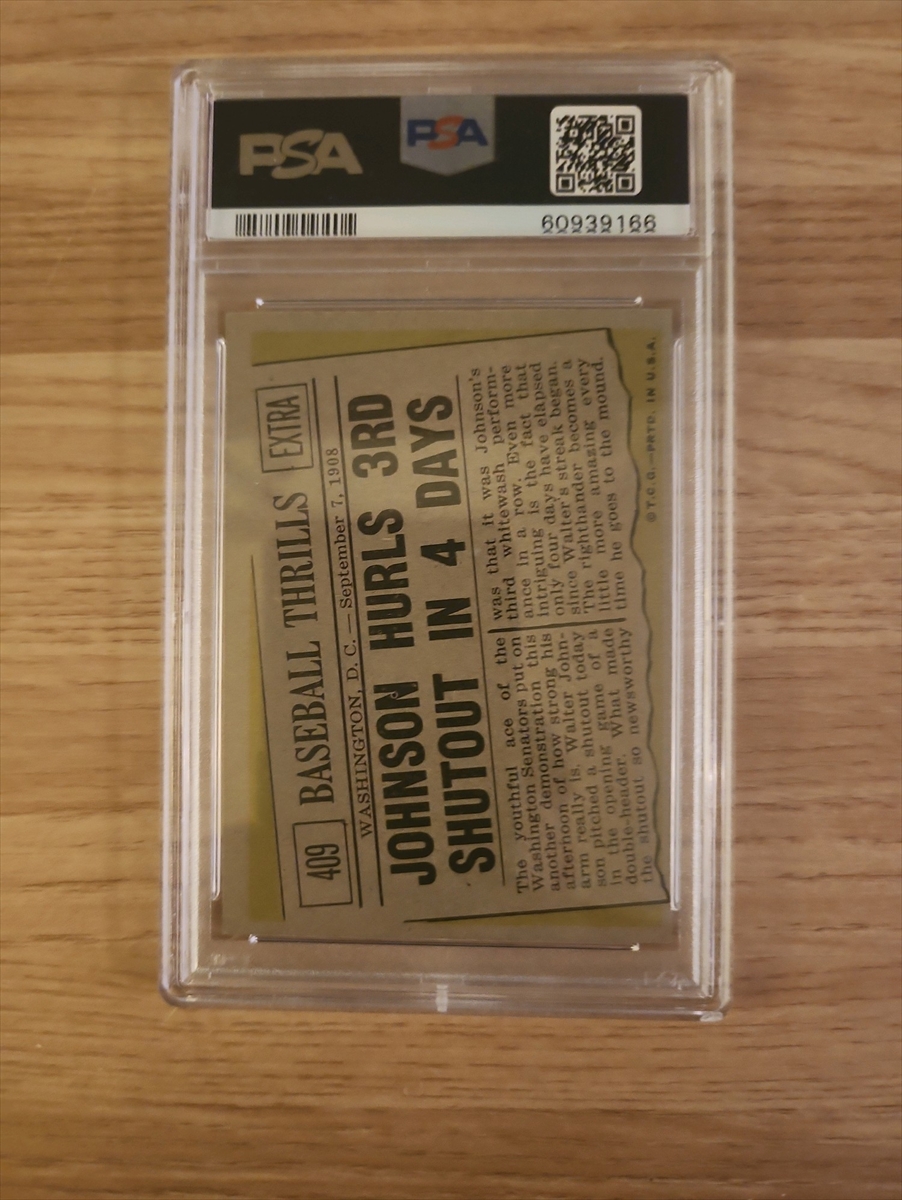 PSA
PSA
60939166
409
BASEBALL THRILLS
EXTRA
WASHINGTON, D. C. — September 7, 1908
JOHNSON HURLS 3RD
SHUTOUT IN 4 DAYS
The youthful ace of the
Washington Senators put on
another demonstration this
afternoon of how strong his
arm really is. Walter John-
son pitched a shutout today
in the opening game of a
double-header. What made
the shutout so newsworthy
was that it was Johnson's
third whitewash perform-
ance in a row. Even more
intriguing is the fact that
only four days have elapsed
since Walter's streak began.
The righthander becomes a
little more amazing every
time he goes to the mound.
© T.C.G.—PRTD. IN U.S.A.